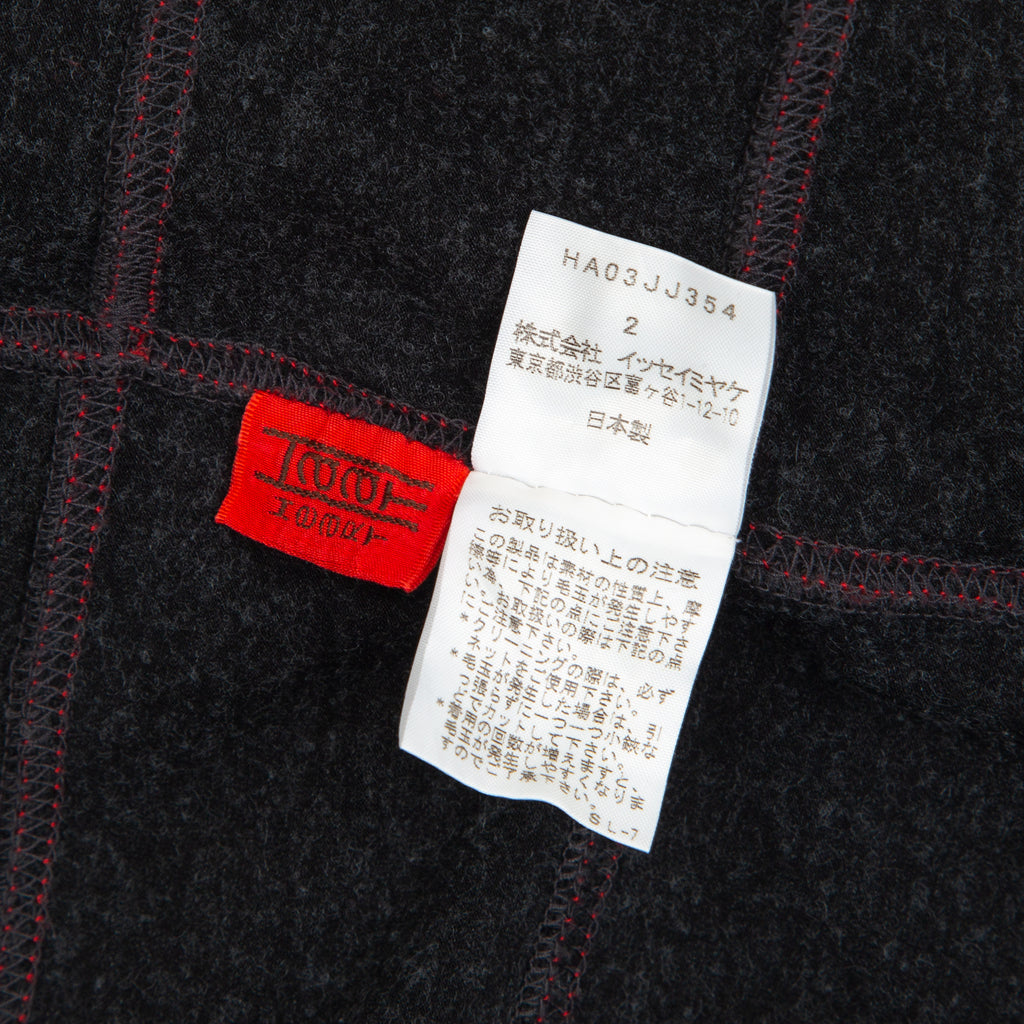 HA03JJ354
2
株式会社 イッセイミヤケ
東京都渋谷区富ヶ谷1-12-10
日本製
HaaT
HaaT
お取り扱い上の注意
この製品は素材の性質上、摩
擦等により毛玉が発生しやす
い為、下記の点にご注意下さ
い。お取扱いの際は下記の点
にご注意下さい。
*クリーニングの際は、必ず
ネットをご使用下さい。
*毛玉が発生した場合は、引
っ張らずに一つ一つ小鋏な
どでカットして下さい。
*着用の回数が増えますと、
毛玉が発生しやすくなりま
すのでご了承下さい。
SL-7